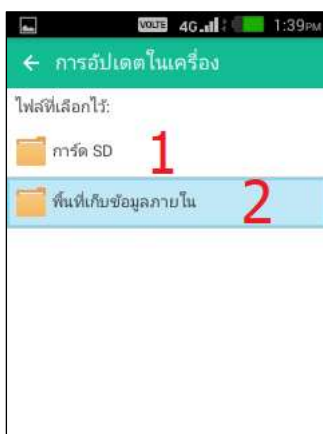 VOLTE 4G 1:39PM
← การอัปเดตในเครื่อง
ไฟล์ที่เลือกไว้:
การ์ด SD 1
พื้นที่เก็บข้อมูลภายใน 2